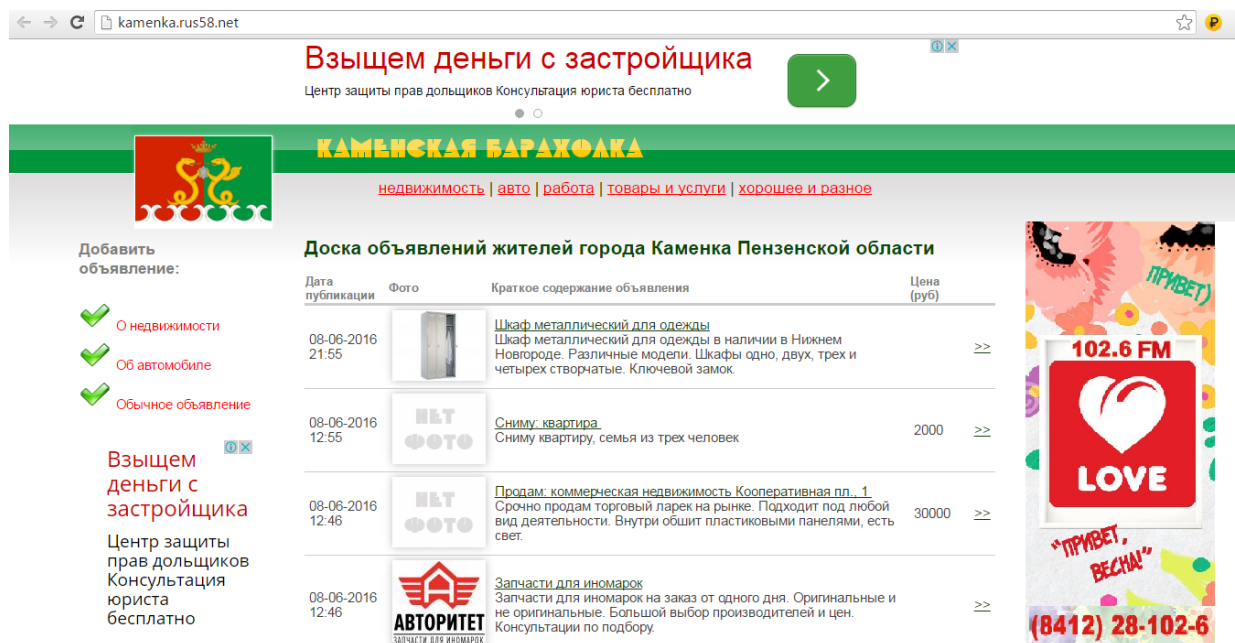 kamenka.rus58.net
Взыщем деньги с застройщика
Центр защиты прав дольщиков Консультация юриста бесплатно
КАМЕНСКАЯ БАРАХОЛКА
недвижимость | авто | работа | товары и услуги | хорошее и разное
Добавить
объявление:
О недвижимости
Об автомобиле
Обычное объявление
Взыщем
деньги с
застройщика
Центр защиты
прав дольщиков
Консультация
юриста
бесплатно
Доска объявлений жителей города Каменка Пензенской области
Дата
публикации
Фото
Краткое содержание объявления
Цена
(руб)
08-06-2016
21:55
Шкаф металлический для одежды
Шкаф металлический для одежды в наличии в Нижнем
Новгороде. Различные модели. Шкафы одно, двух, трех и
четырех створчатые. Ключевой замок.
>>
08-06-2016
12:55
НЕТ
ФОТО
Сниму: квартира
Сниму квартиру, семья из трех человек
2000
>>
08-06-2016
12:46
НЕТ
ФОТО
Продам: коммерческая недвижимость Кооперативная пл., 1
Срочно продам торговый ларек на рынке. Подходит под любой
вид деятельности. Внутри обшит пластиковыми панелями, есть
свет.
30000
>>
08-06-2016
12:46
АВТОРИТЕТ
ЗАПЧАСТИ ДЛЯ ИНОМАРОК
Запчасти для иномарок
Запчасти для иномарок на заказ от одного дня. Оригинальные и
не оригинальные. Большой выбор производителей и цен.
Консультации по подбору.
>>
ПРИВЕТ)
102.6 FM
LOVE
"ПРИВЕТ,
ВЕСНА!"
(8412) 28-102-6